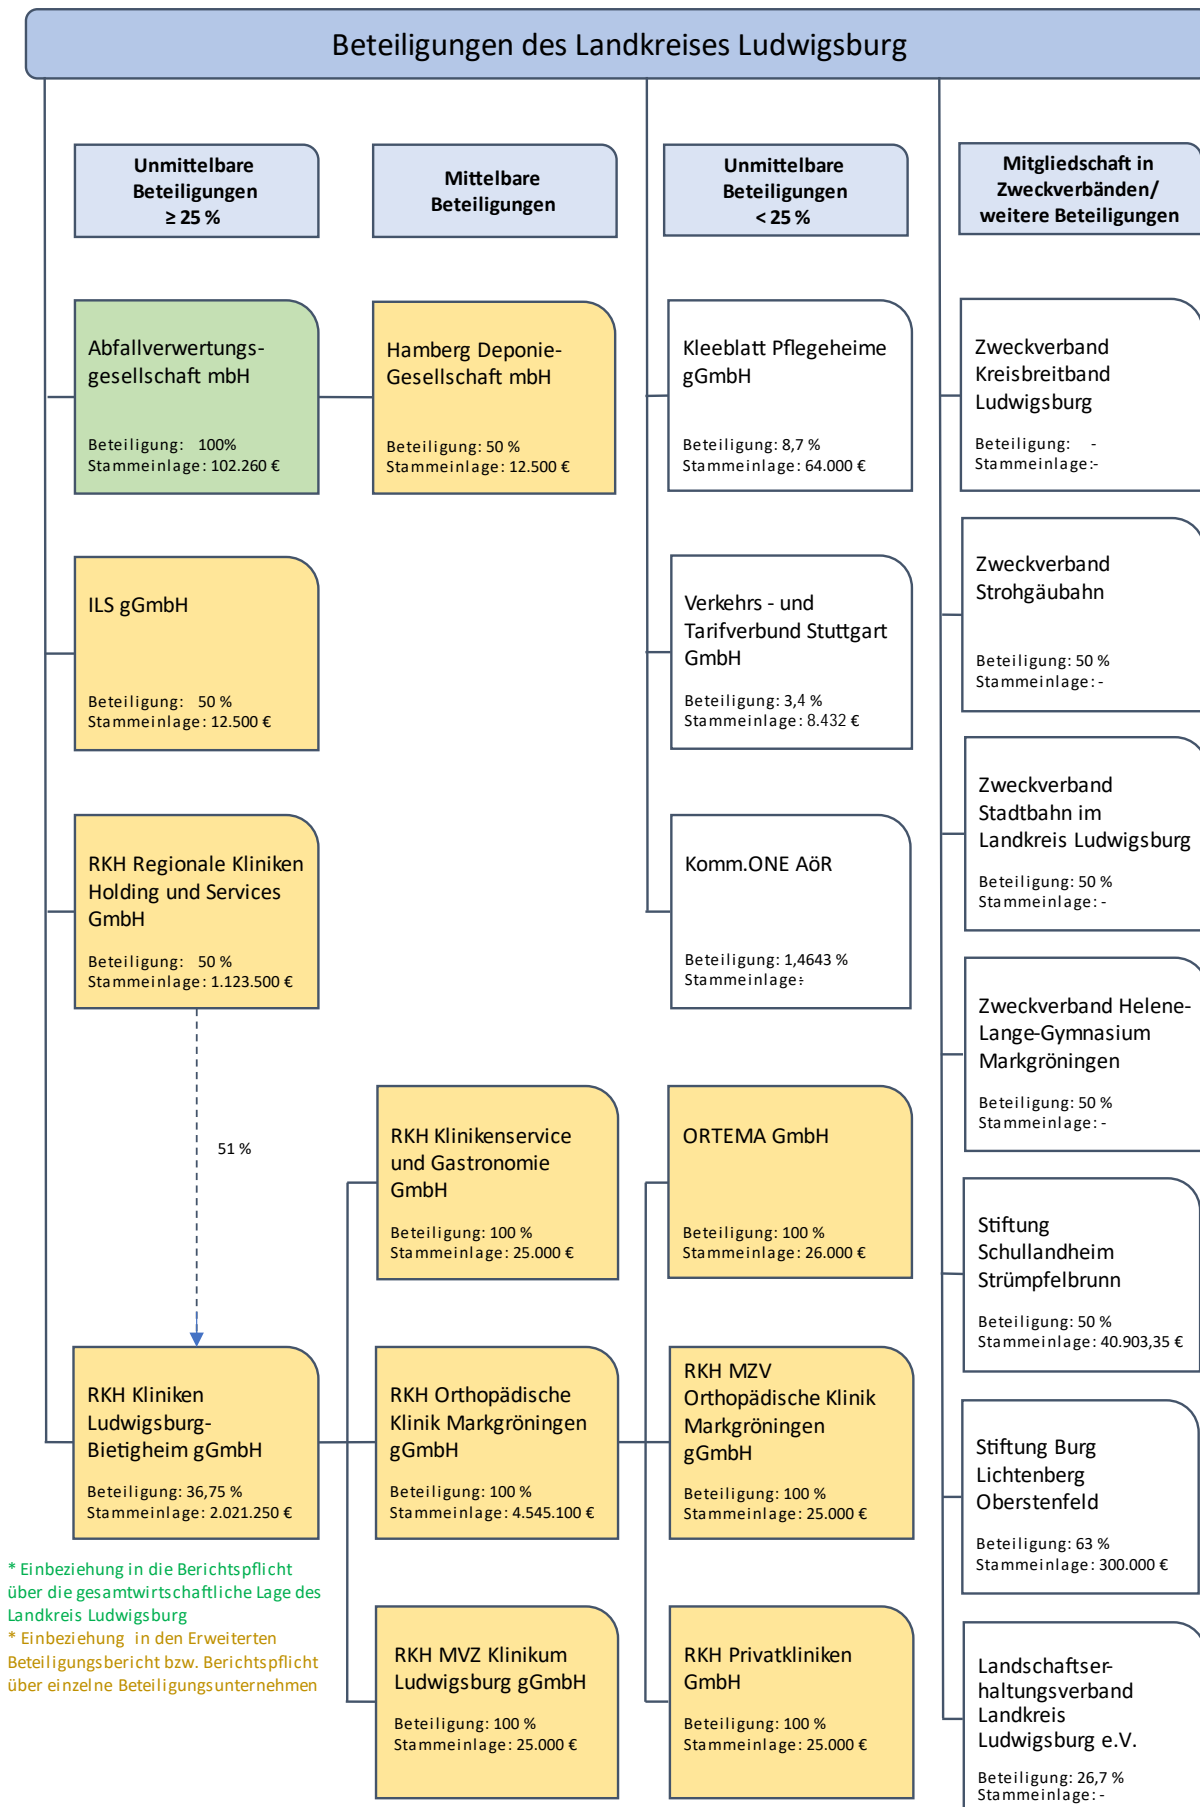 Beteiligungen des Landkreises Ludwigsburg
Unmittelbare
Beteiligungen
≥ 25 %
Mittelbare
Beteiligungen
Unmittelbare
Beteiligungen
< 25 %
Mitgliedschaft in
Zweckverbänden/
weitere Beteiligungen
Abfallverwertungs-
gesellschaft mbH
Beteiligung: 100%
Stammeinlage: 102.260 €
Hamberg Deponie-
Gesellschaft mbH
Beteiligung: 50 %
Stammeinlage: 12.500 €
Kleeblatt Pflegeheime
gGmbH
Beteiligung: 8,7 %
Stammeinlage: 64.000 €
Zweckverband
Kreisbreitband
Ludwigsburg
Beteiligung: -
Stammeinlage:-
ILS gGmbH
Beteiligung: 50 %
Stammeinlage: 12.500 €
Verkehrs - und
Tarifverbund Stuttgart
GmbH
Beteiligung: 3,4 %
Stammeinlage: 8.432 €
Zweckverband
Strohgäubahn
Beteiligung: 50 %
Stammeinlage: -
RKH Regionale Kliniken
Holding und Services
GmbH
Beteiligung: 50 %
Stammeinlage: 1.123.500 €
Komm.ONE AöR
Beteiligung: 1,4643 %
Stammeinlage:-
Zweckverband
Stadtbahn im
Landkreis Ludwigsburg
Beteiligung: 50 %
Stammeinlage: -
Zweckverband Helene-
Lange-Gymnasium
Markgröningen
Beteiligung: 50 %
Stammeinlage: -
51 %
RKH Klinikenservice
und Gastronomie
GmbH
Beteiligung: 100 %
Stammeinlage: 25.000 €
ORTEMA GmbH
Beteiligung: 100 %
Stammeinlage: 26.000 €
Stiftung
Schullandheim
Strümpfelbrunn
Beteiligung: 50 %
Stammeinlage: 40.903,35 €
RKH Kliniken
Ludwigsburg-
Bietigheim gGmbH
Beteiligung: 36,75 %
Stammeinlage: 2.021.250 €
RKH Orthopädische
Klinik Markgröningen
gGmbH
Beteiligung: 100 %
Stammeinlage: 4.545.100 €
RKH MZV
Orthopädische Klinik
Markgröningen
gGmbH
Beteiligung: 100 %
Stammeinlage: 25.000 €
Stiftung Burg
Lichtenberg
Oberstenfeld
Beteiligung: 63 %
Stammeinlage: 300.000 €
* Einbeziehung in die Berichtspflicht
über die gesamtwirtschaftliche Lage des
Landkreis Ludwigsburg
* Einbeziehung in den Erweiterten
Beteiligungsbericht bzw. Berichtspflicht
über einzelne Beteiligungsunternehmen
RKH MVZ Klinikum
Ludwigsburg gGmbH
Beteiligung: 100 %
Stammeinlage: 25.000 €
RKH Privatkliniken
GmbH
Beteiligung: 100 %
Stammeinlage: 25.000 €
Landschaftser-
haltungsverband
Landkreis
Ludwigsburg e.V.
Beteiligung: 26,7 %
Stammeinlage: -